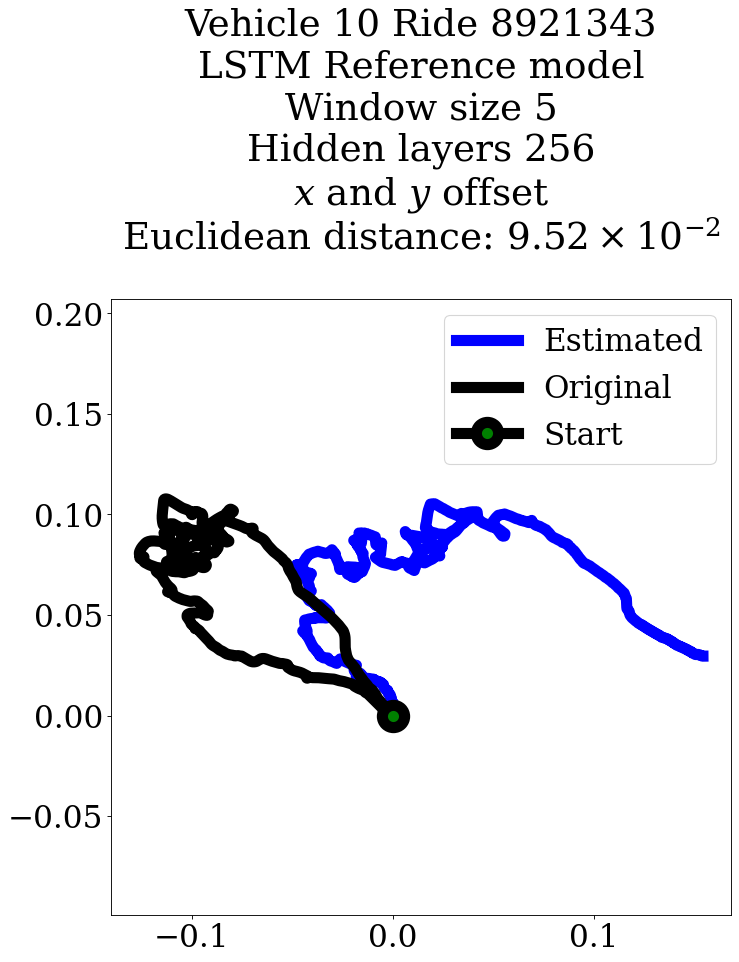 Vehicle 10 Ride 8921343
LSTM Reference model
Window size 5
Hidden layers 256
x and y offset
Euclidean distance: 9.52 × 10⁻²
0.20
0.15
0.10
0.05
0.00
−0.05
−0.1
0.0
0.1
Estimated
Original
Start